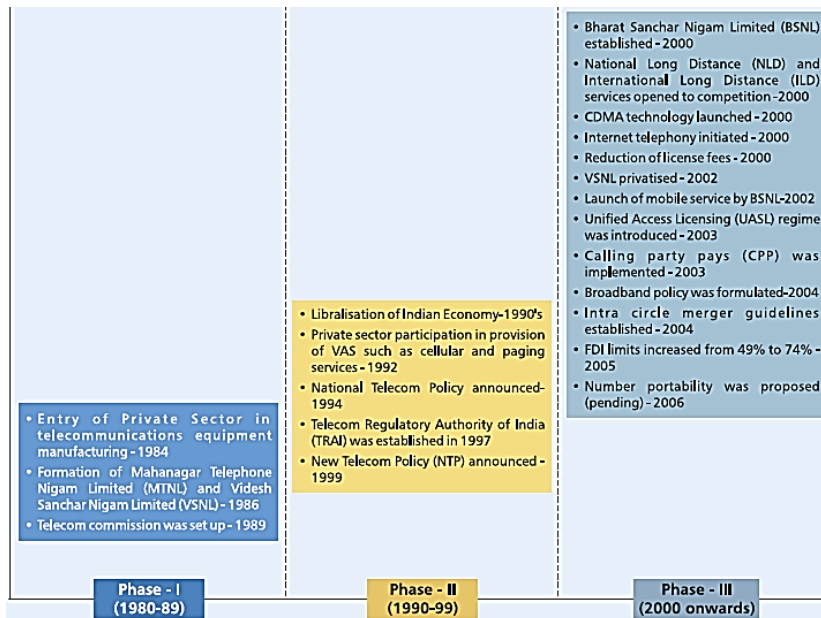 • Entry of Private Sector in
telecommunications equipment
manufacturing - 1984
• Formation of Mahanagar Telephone
Nigam Limited (MTNL) and Videsh
Sanchar Nigam Limited (VSNL) - 1986
• Telecom commission was set up - 1989
Phase - I
(1980-89)
• Libralisation of Indian Economy-1990's
• Private sector participation in provision
of VAS such as cellular and paging
services - 1992
• National Telecom Policy announced-
1994
• Telecom Regulatory Authority of India
(TRAI) was established in 1997
• New Telecom Policy (NTP) announced -
1999
Phase - II
(1990-99)
• Bharat Sanchar Nigam Limited (BSNL)
established - 2000
• National Long Distance (NLD) and
International Long Distance (ILD)
services opened to competition -2000
• CDMA technology launched - 2000
• Internet telephony initiated - 2000
• Reduction of license fees - 2000
• VSNL privatised - 2002
• Launch of mobile service by BSNL-2002
• Unified Access Licensing (UASL) regime
was introduced - 2003
• Calling party pays (CPP) was
implemented - 2003
• Broadband policy was formulated-2004
• Intra circle merger guidelines
established - 2004
• FDI limits increased from 49% to 74% -
2005
• Number portability was proposed
(pending) - 2006
Phase - III
(2000 onwards)